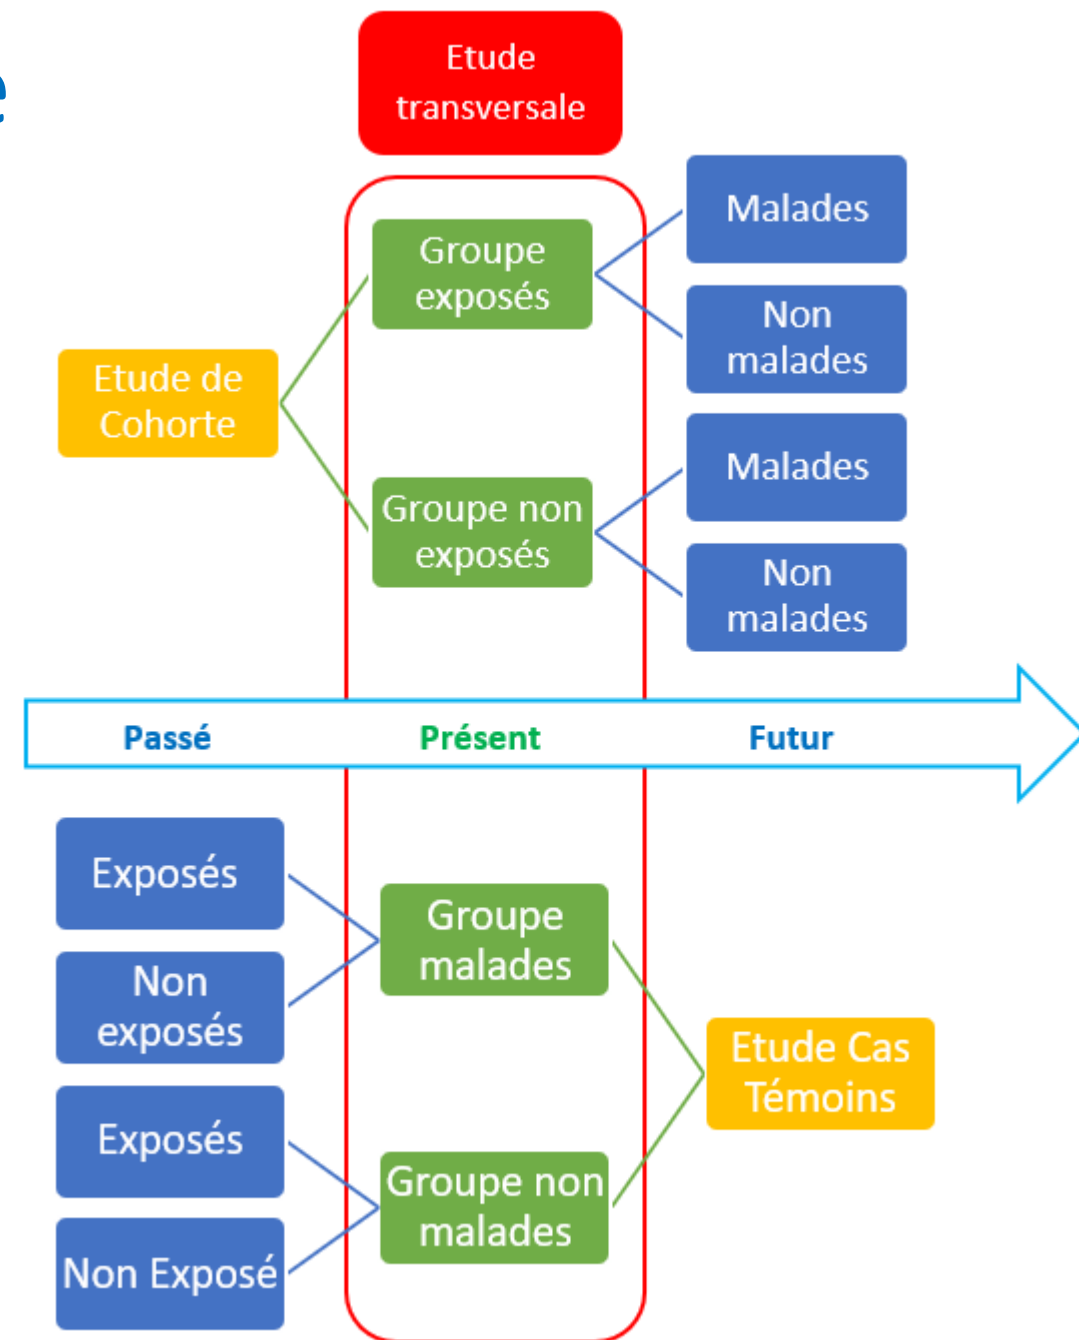 e
Etude
transversale
Malades
Groupe
exposés
Non
malades
Etude de
Cohorte
Malades
Groupe non
exposés
Non
malades
Passé Présent Futur
Exposés
Groupe
malades
Non
exposés
Etude Cas
Témoins
Exposés
Groupe non
malades
Non Exposé